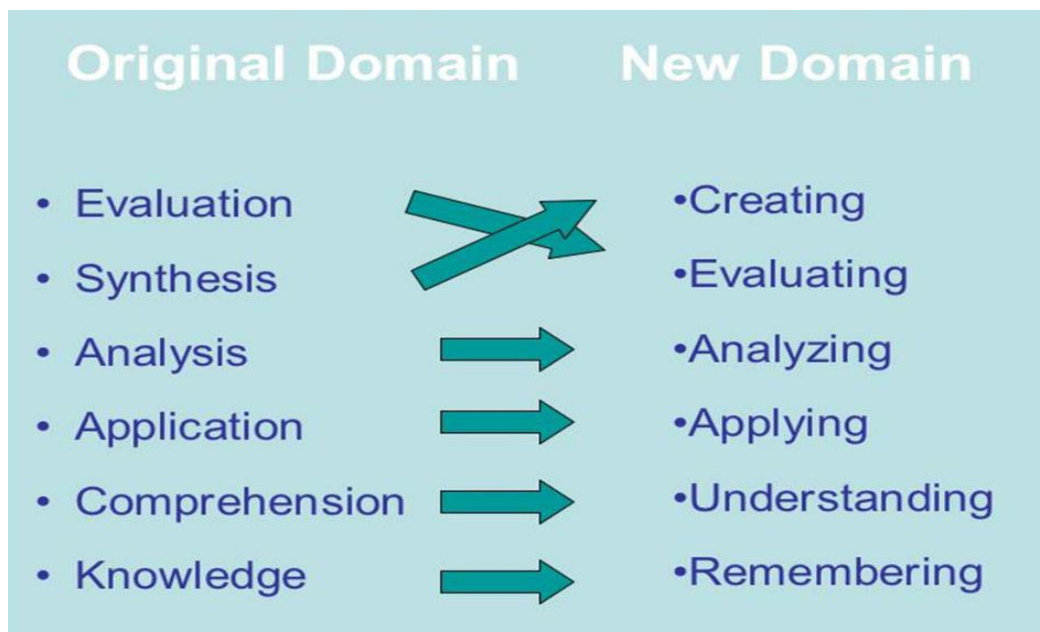 Original Domain New Domain
• Evaluation •Creating
• Synthesis •Evaluating
• Analysis •Analyzing
• Application •Applying
• Comprehension •Understanding
• Knowledge •Remembering